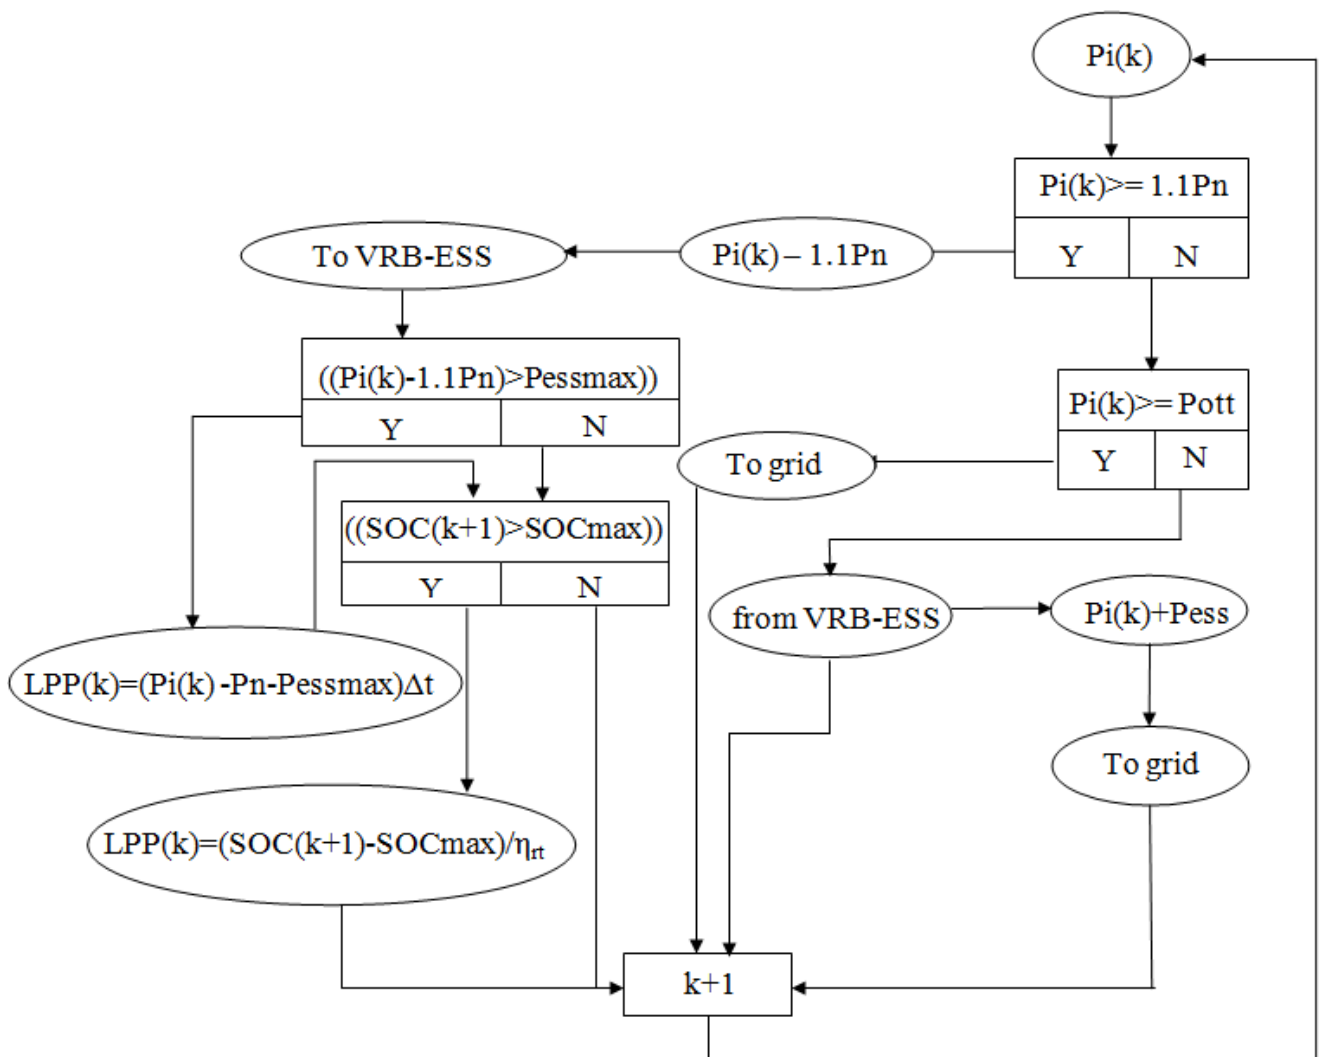 Pi(k)
Pi(k)>= 1.1Pn
Y
N
Pi(k) – 1.1Pn
To VRB-ESS
((Pi(k)-1.1Pn)>Pessmax))
Y
N
Pi(k)>= Pott
Y
N
To grid
((SOC(k+1)>SOCmax))
Y
N
from VRB-ESS
Pi(k)+Pess
LPP(k)=(Pi(k) -Pn-Pessmax)Δt
To grid
LPP(k)=(SOC(k+1)-SOCmax)/ηrt
k+1